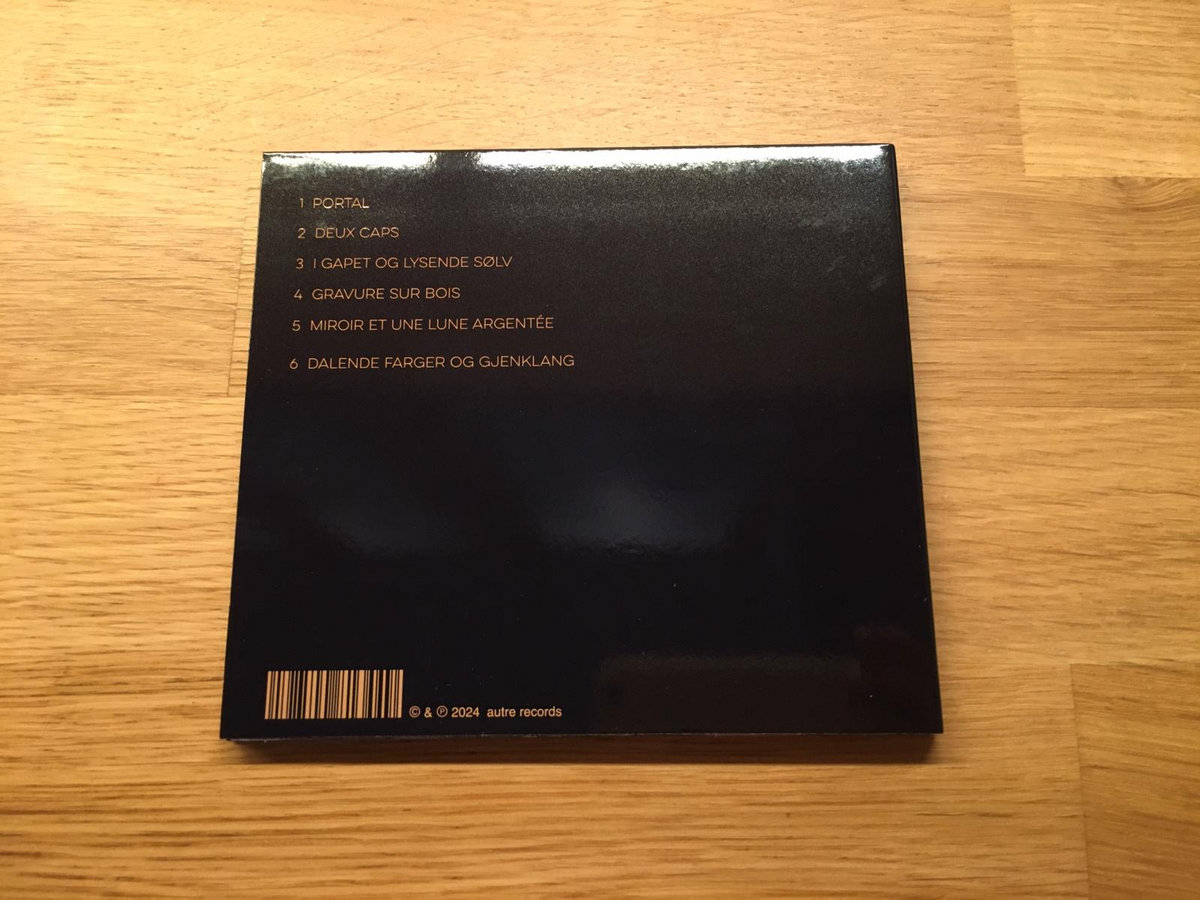 1 PORTAL
2 DEUX CAPS
3 I GAPET OG LYSENDE SØLV
4 GRAVURE SUR BOIS
5 MIROIR ET UNE LUNE ARGENTÉE
6 DALENDE FARGER OG GJENKLANG
© & ℗ 2024 autre records